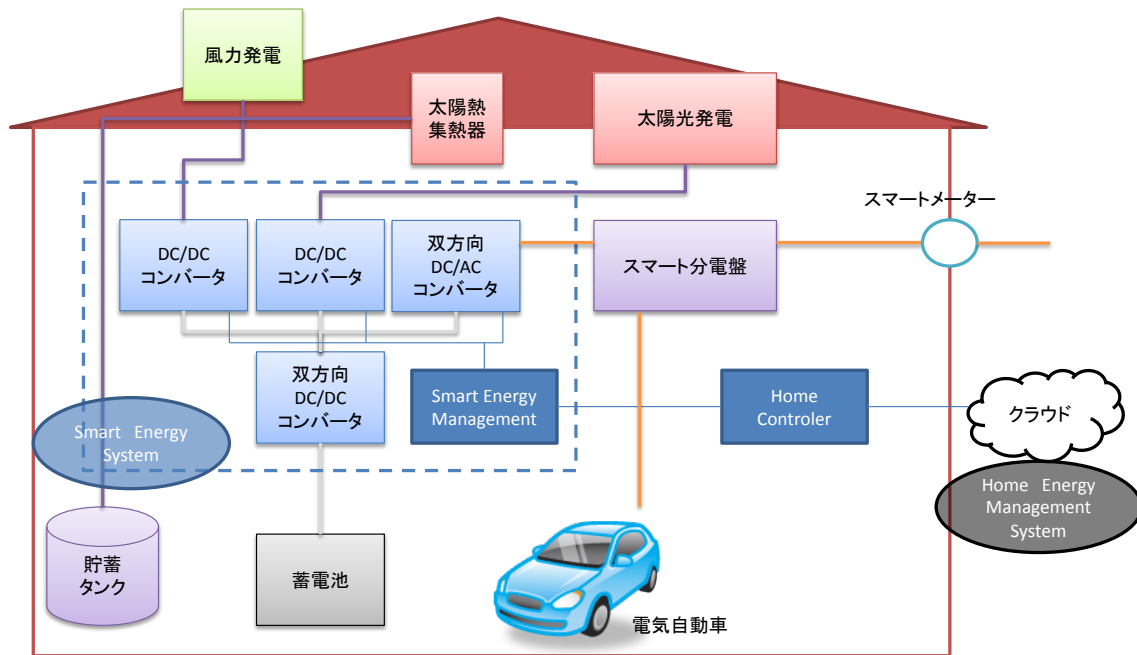 風力発電
太陽熱
集熱器
太陽光発電
スマートメーター
DC/DC
コンバータ
DC/DC
コンバータ
双方向
DC/AC
コンバータ
スマート分電盤
双方向
DC/DC
コンバータ
Smart Energy
Management
Home
Controler
クラウド
Smart Energy
System
Home Energy
Management
System
貯蓄
タンク
蓄電池
電気自動車